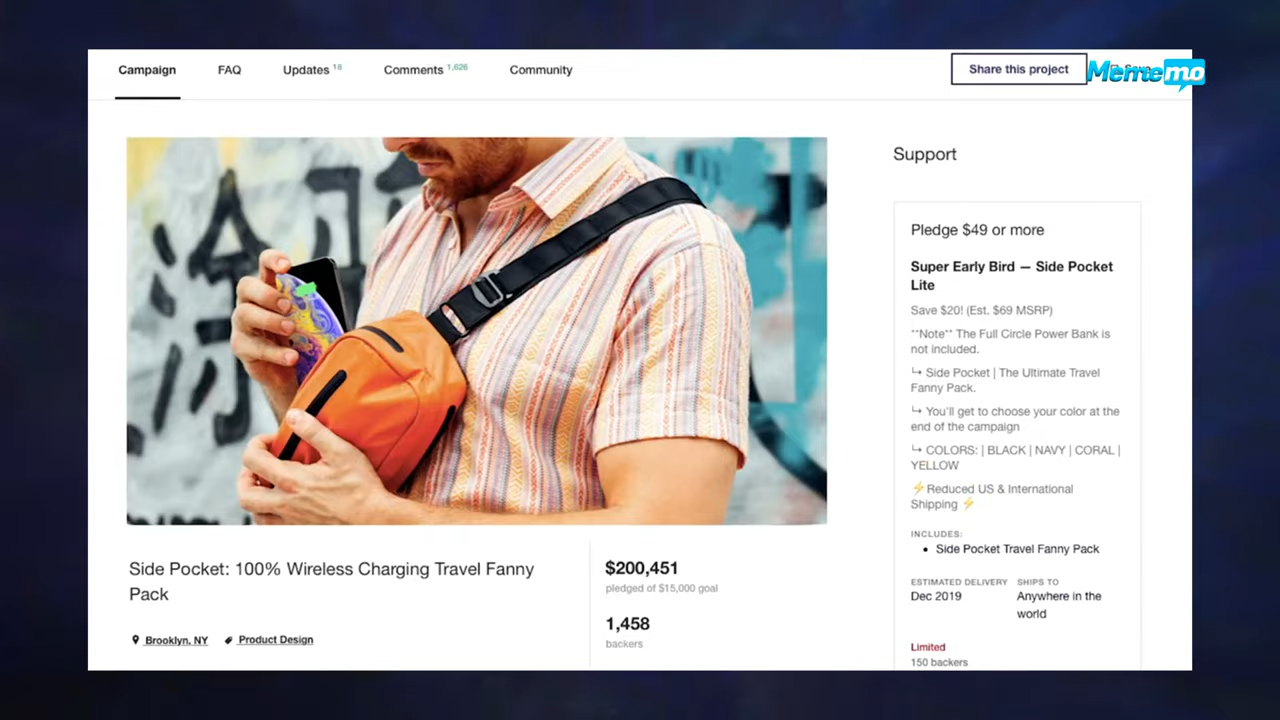 Campaign
FAQ
Updates 18
Comments 1,626
Community
Share this project
Mememo
Support
Pledge $49 or more
Super Early Bird — Side Pocket
Lite
Save $20! (Est. $69 MSRP)
**Note** The Full Circle Power Bank is
not included.
↳ Side Pocket | The Ultimate Travel
Fanny Pack.
↳ You'll get to choose your color at the
end of the campaign
↳ COLORS: | BLACK | NAVY | CORAL |
YELLOW
⚡Reduced US & International
Shipping ⚡
INCLUDES:
• Side Pocket Travel Fanny Pack
ESTIMATED DELIVERY
Dec 2019
SHIPS TO
Anywhere in the
world
Limited
150 backers
Side Pocket: 100% Wireless Charging Travel Fanny
Pack
Brooklyn, NY
Product Design
$200,451
pledged of $15,000 goal
1,458
backers